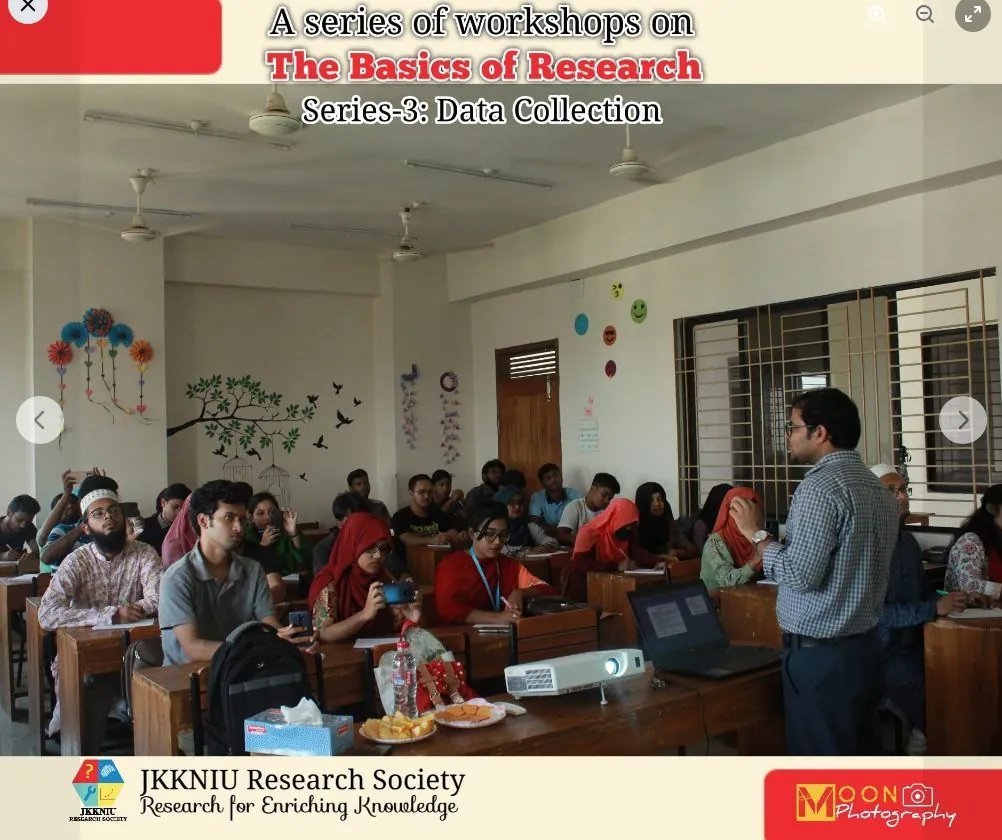 A series of workshops on
The Basics of Research
Series-3: Data Collection
JKKNIU Research Society
Research for Enriching Knowledge
JKKNIU
RESEARCH SOCIETY
MOON
Photography